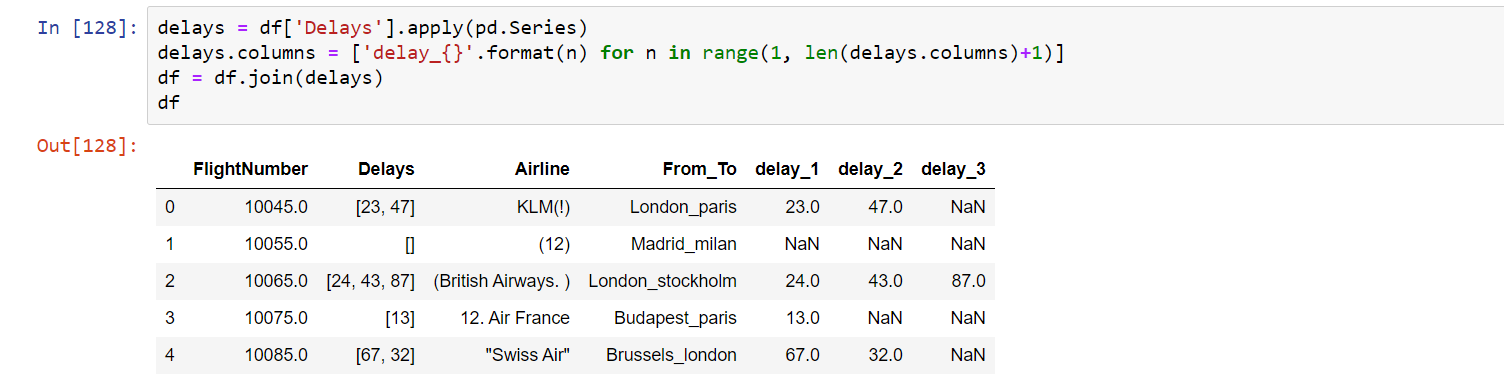 In [128]: delays = df['Delays'].apply(pd.Series)
delays.columns = ['delay_{}'.format(n) for n in range(1, len(delays.columns)+1)]
df = df.join(delays)
df
Out[128]:
FlightNumber Delays Airline From_To delay_1 delay_2 delay_3
0 10045.0 [23, 47] KLM(!) London_paris 23.0 47.0 NaN
1 10055.0 [] (12) Madrid_milan NaN NaN NaN
2 10065.0 [24, 43, 87] (British Airways. ) London_stockholm 24.0 43.0 87.0
3 10075.0 [13] 12. Air France Budapest_paris 13.0 NaN NaN
4 10085.0 [67, 32] "Swiss Air" Brussels_london 67.0 32.0 NaN